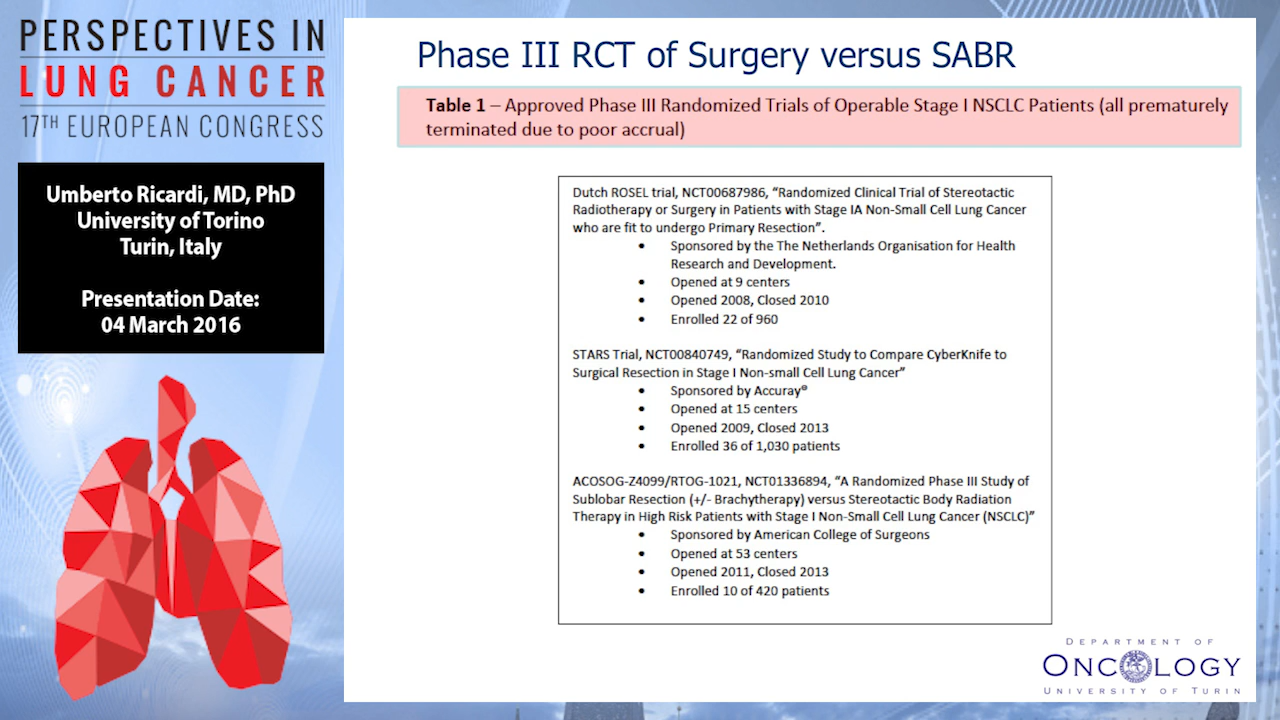 PERSPECTIVES IN
LUNG CANCER
17TH EUROPEAN CONGRESS
Umberto Ricardi, MD, PhD
University of Torino
Turin, Italy
Presentation Date:
04 March 2016
Phase III RCT of Surgery versus SABR
Table 1 – Approved Phase III Randomized Trials of Operable Stage I NSCLC Patients (all prematurely
terminated due to poor accrual)
Dutch ROSEL trial, NCT00687986, “Randomized Clinical Trial of Stereotactic
Radiotherapy or Surgery in Patients with Stage IA Non-Small Cell Lung Cancer
who are fit to undergo Primary Resection”.
• Sponsored by the The Netherlands Organisation for Health
Research and Development.
• Opened at 9 centers
• Opened 2008, Closed 2010
• Enrolled 22 of 960
STARS Trial, NCT00840749, “Randomized Study to Compare CyberKnife to
Surgical Resection in Stage I Non-small Cell Lung Cancer”
• Sponsored by Accuray®
• Opened at 15 centers
• Opened 2009, Closed 2013
• Enrolled 36 of 1,030 patients
ACOSOG-Z4099/RTOG-1021, NCT01336894, “A Randomized Phase III Study of
Sublobar Resection (+/- Brachytherapy) versus Stereotactic Body Radiation
Therapy in High Risk Patients with Stage I Non-Small Cell Lung Cancer (NSCLC)”
• Sponsored by American College of Surgeons
• Opened at 53 centers
• Opened 2011, Closed 2013
• Enrolled 10 of 420 patients
DEPARTMENT OF
ONCOLOGY
UNIVERSITY OF TURIN